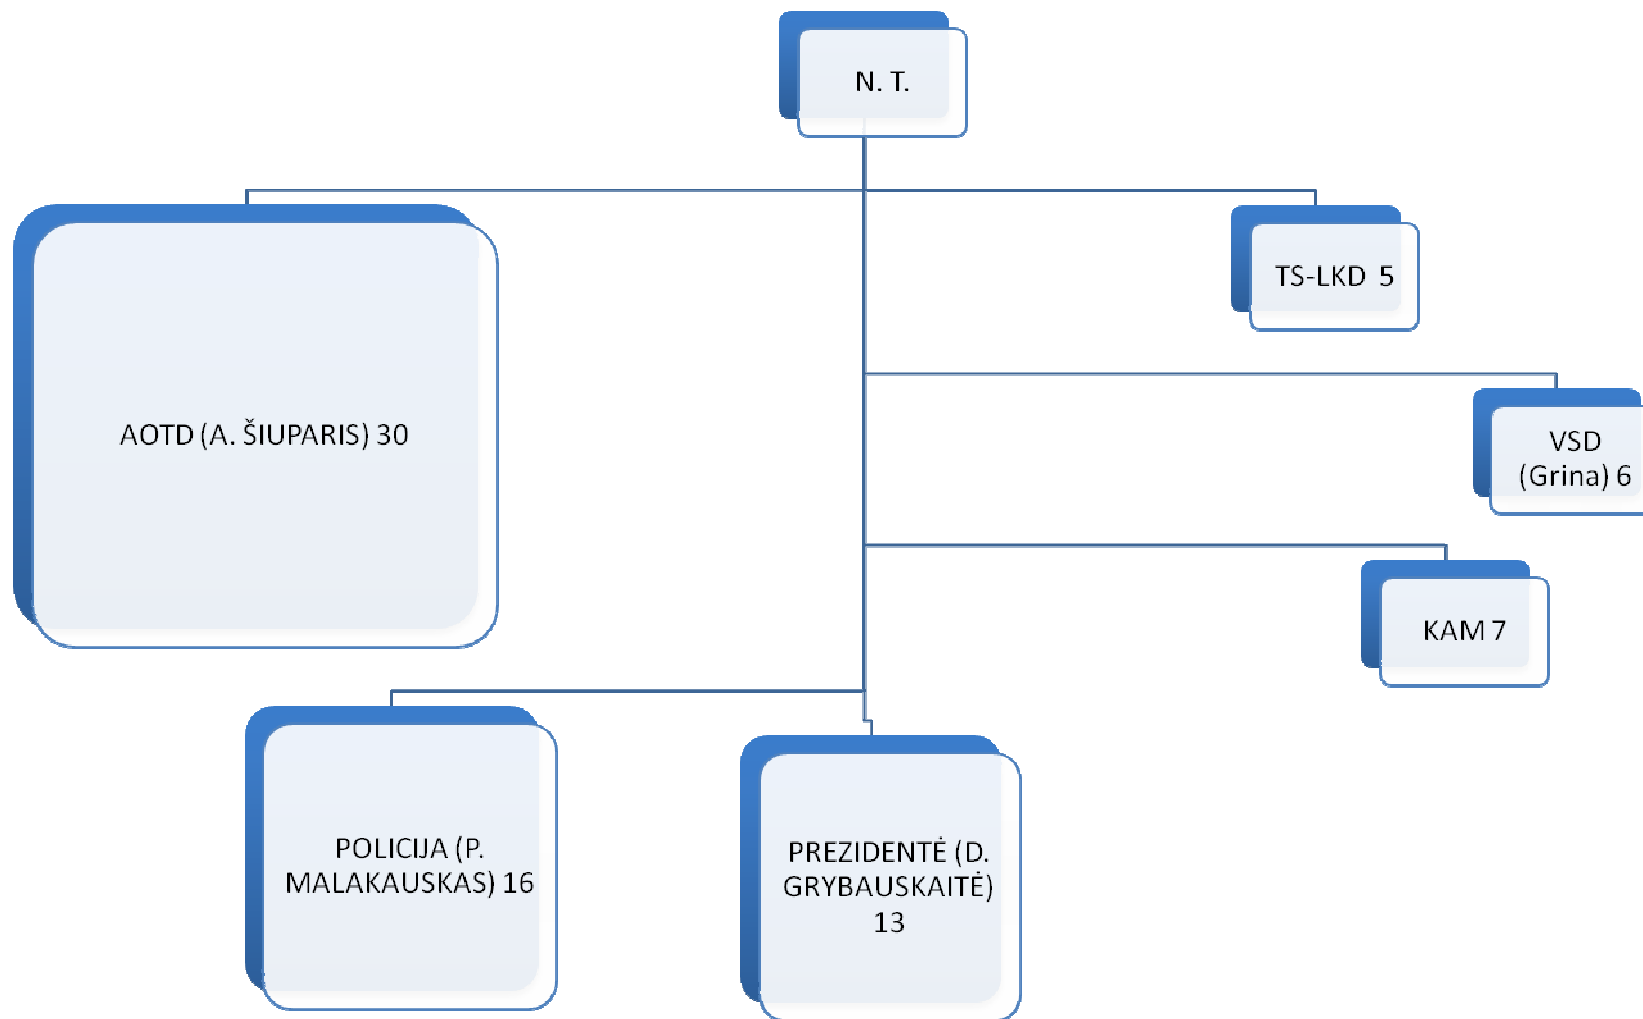 N. T.
TS-LKD 5
AOTD (A. ŠIUPARIS) 30
VSD
(Grina) 6
KAM 7
POLICIJA (P.
MALAKAUSKAS) 16
PREZIDENTĖ (D.
GRYBAUSKAITĖ)
13